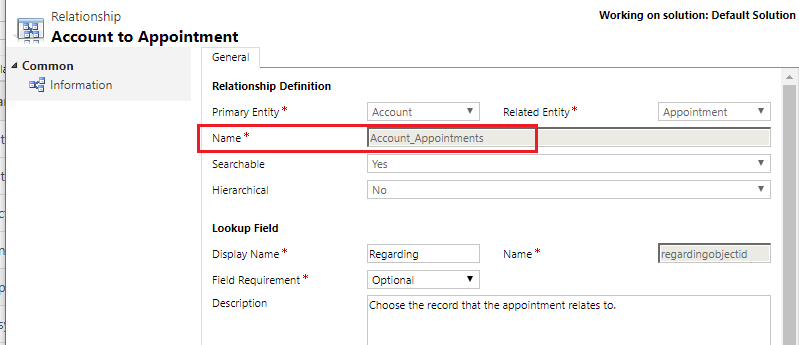 Relationship
Account to Appointment
Working on solution: Default Solution
Common
Information
General
Relationship Definition
Primary Entity * Account Related Entity * Appointment
Name * Account_Appointments
Searchable Yes
Hierarchical No
Lookup Field
Display Name * Regarding Name * regardingobjectid
Field Requirement * Optional
Description Choose the record that the appointment relates to.